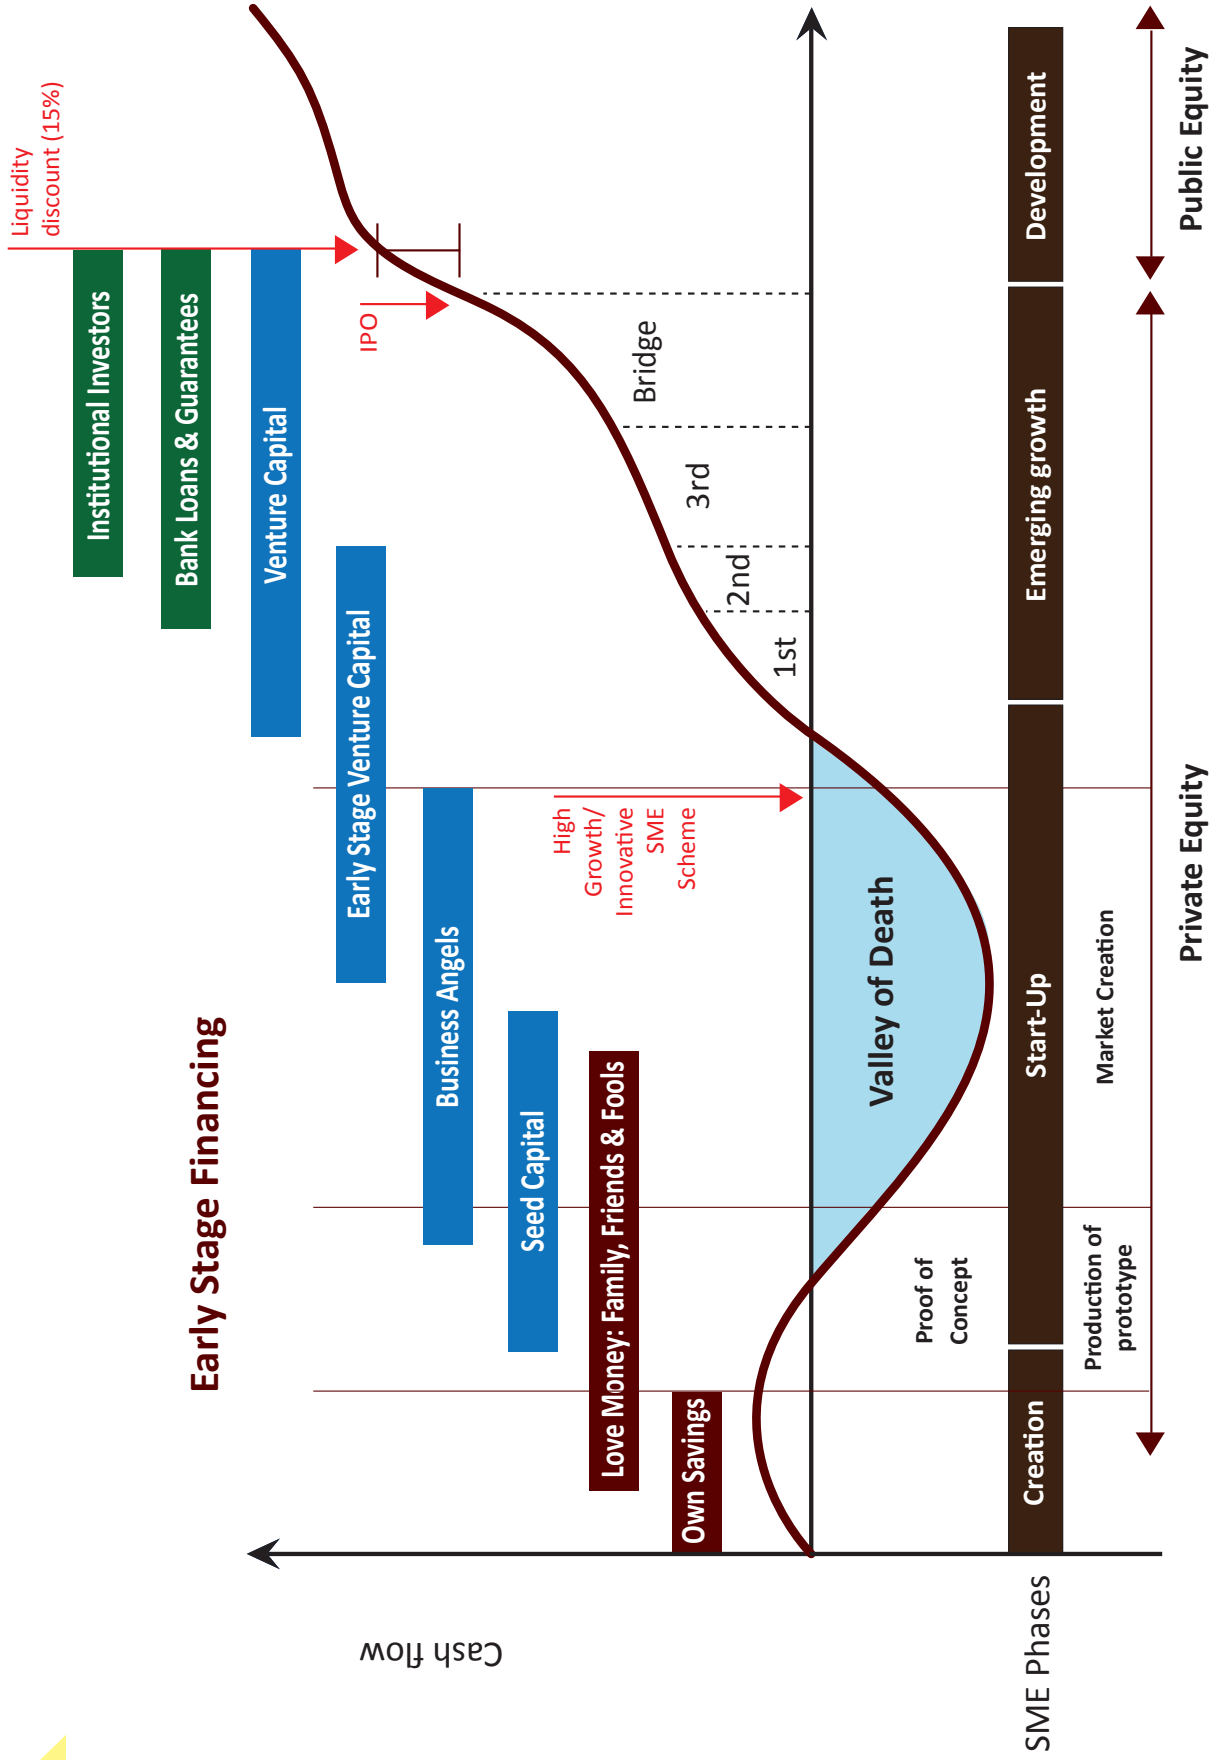 Early Stage Financing
Liquidity
discount (15%)
Institutional Investors
Bank Loans & Guarantees
Venture Capital
IPO
Early Stage Venture Capital
Business Angels
Seed Capital
High
Growth/
Innovative
SME
Scheme
Love Money: Family, Friends & Fools
Own Savings
Cash flow
1st
2nd
3rd
Bridge
Valley of Death
Proof of
Concept
SME Phases
Creation
Start-Up
Emerging growth
Development
Production of
prototype
Market Creation
Private Equity
Public Equity